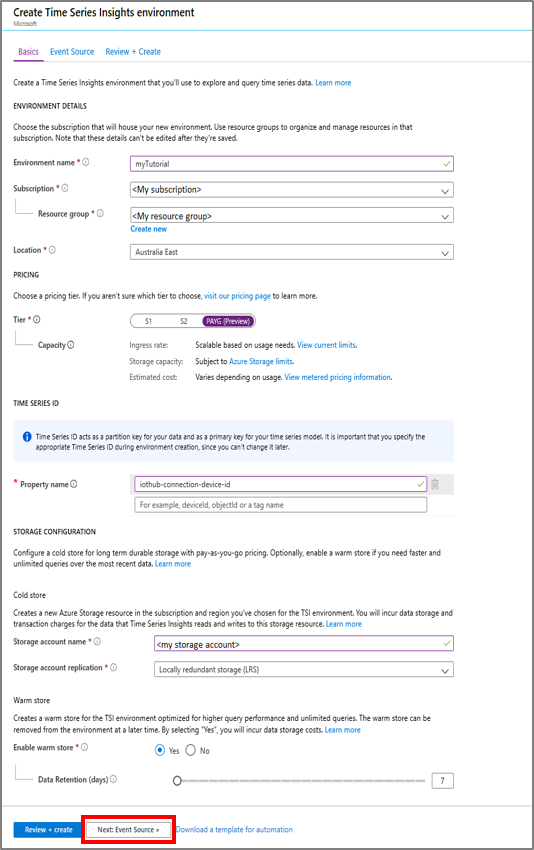 Create Time Series Insights environment
Microsoft
Basics Event Source Review + Create
Create a Time Series Insights environment that you'll use to explore and query time series data. Learn more
ENVIRONMENT DETAILS
Choose the subscription that will house your new environment. Use resource groups to organize and manage resources in that
subscription. Note that these details can't be edited after they're saved.
Environment name * myTutorial
Subscription * <My subscription>
Resource group * <My resource group>
Create new
Location * Australia East
PRICING
Choose a pricing tier. If you aren't sure which tier to choose, visit our pricing page to learn more.
Tier * S1 S2 PAYG (Preview)
Capacity Ingress rate: Scalable based on usage needs. View current limits.
Storage capacity: Subject to Azure Storage limits.
Estimated cost: Varies depending on usage. View metered pricing information.
TIME SERIES ID
Time Series ID acts as a partition key for your data and as a primary key for your time series model. It is important that you specify the
appropriate Time Series ID during environment creation, since you can't change it later.
* Property name iothub-connection-device-id
For example, deviceId, objectId or a tag name
STORAGE CONFIGURATION
Configure a cold store for long term durable storage with pay-as-you-go pricing. Optionally, enable a warm store if you need faster and
unlimited queries over the most recent data. Learn more
Cold store
Creates a new Azure Storage resource in the subscription and region you've chosen for the TSI environment. You will incur data storage and
transaction charges for the data that Time Series Insights reads and writes to this storage resource. Learn more
Storage account name * <my storage account>
Storage account replication * Locally redundant storage (LRS)
Warm store
Creates a warm store for the TSI environment optimized for higher query performance and unlimited queries. The warm store can be
removed from the environment at a later time. By selecting "Yes", you will incur data storage costs. Learn more
Enable warm store * Yes No
Data Retention (days) 7
Review + create Next: Event Source » Download a template for automation